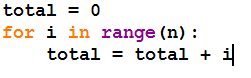 total = 0
for i in range(n):
    total = total + i